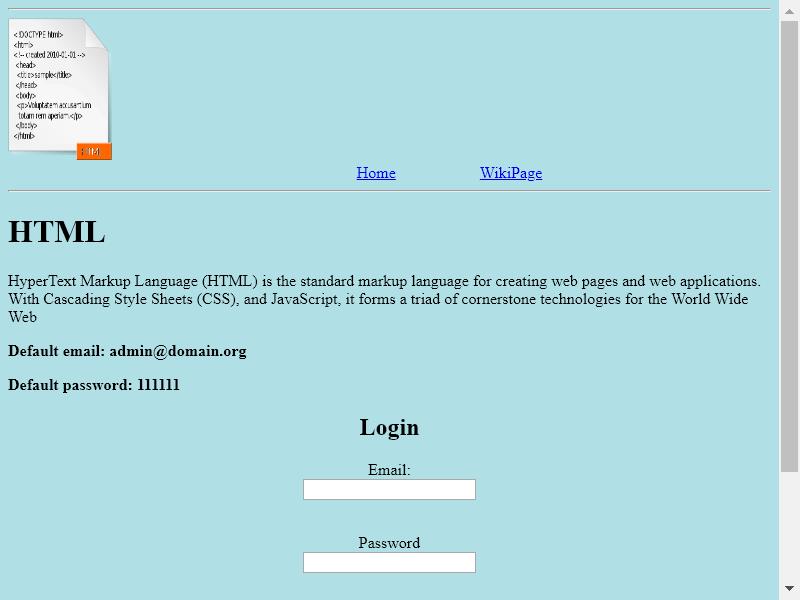 <!DOCTYPE html>
<html>
<!-- created 2010-01-01 -->
<head>
<title>sample</title>
</head>
<body>
<p>Voluptatem accusantium
totam rem aperiam.</p>
</body>
</html>
HTML
Home WikiPage
HTML
HyperText Markup Language (HTML) is the standard markup language for creating web pages and web applications.
With Cascading Style Sheets (CSS), and JavaScript, it forms a triad of cornerstone technologies for the World Wide
Web
Default email: admin@domain.org
Default password: 111111
Login
Email:
Password